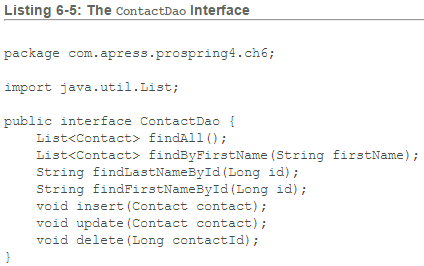 Listing 6-5: The ContactDao Interface
package com.apress.prospring4.ch6;
import java.util.List;
public interface ContactDao {
    List<Contact> findAll();
    List<Contact> findByFirstName(String firstName);
    String findLastNameById(Long id);
    String findFirstNameById(Long id);
    void insert(Contact contact);
    void update(Contact contact);
    void delete(Long contactId);
}